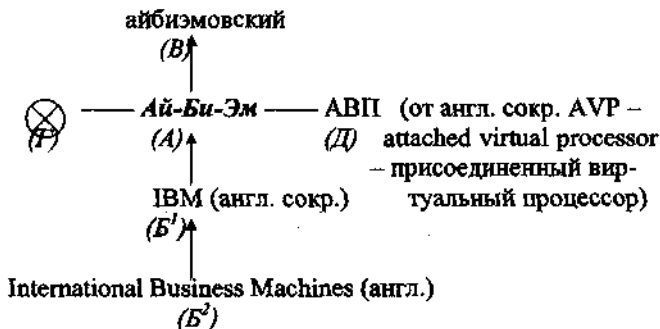 айбиэмовский
(В)
Ай-Би-Эм АВП (от англ. сокр. AVP –
(Г) (А) (Д) attached virtual processor
– присоединенный вир-
IBM (англ. сокр.) туальный процессор)
(Б¹)
International Business Machines (англ.)
(Б²)